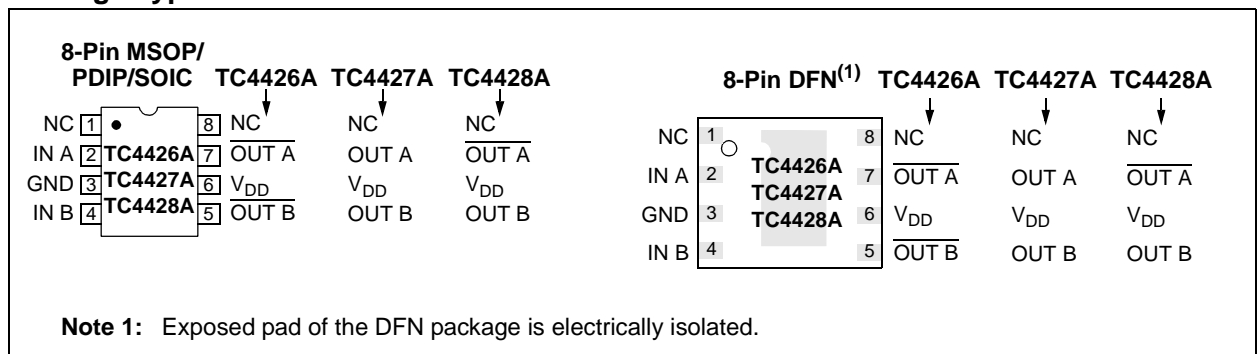 8-Pin MSOP/
PDIP/SOIC TC4426A TC4427A TC4428A
NC 1 8 NC NC NC
IN A 2 TC4426A 7 OUT A OUT A OUT A
GND 3 TC4427A 6 VDD VDD VDD
IN B 4 TC4428A 5 OUT B OUT B OUT B
8-Pin DFN(1) TC4426A TC4427A TC4428A
NC 1 8 NC NC NC
IN A 2 TC4426A 7 OUT A OUT A OUT A
TC4427A
GND 3 TC4428A 6 VDD VDD VDD
IN B 4 5 OUT B OUT B OUT B
Note 1: Exposed pad of the DFN package is electrically isolated.